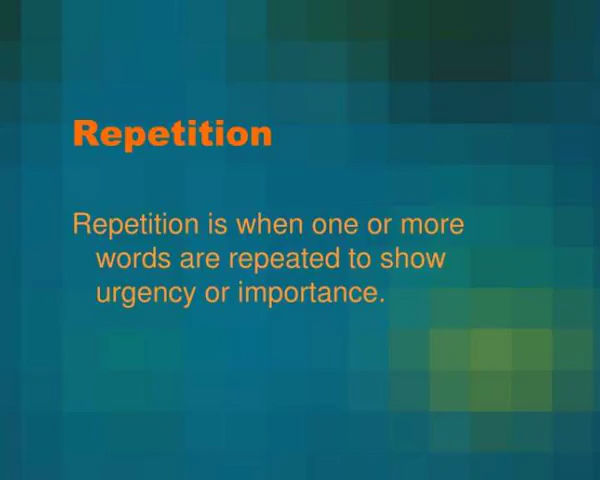 Repetition
Repetition is when one or more
words are repeated to show
urgency or importance.